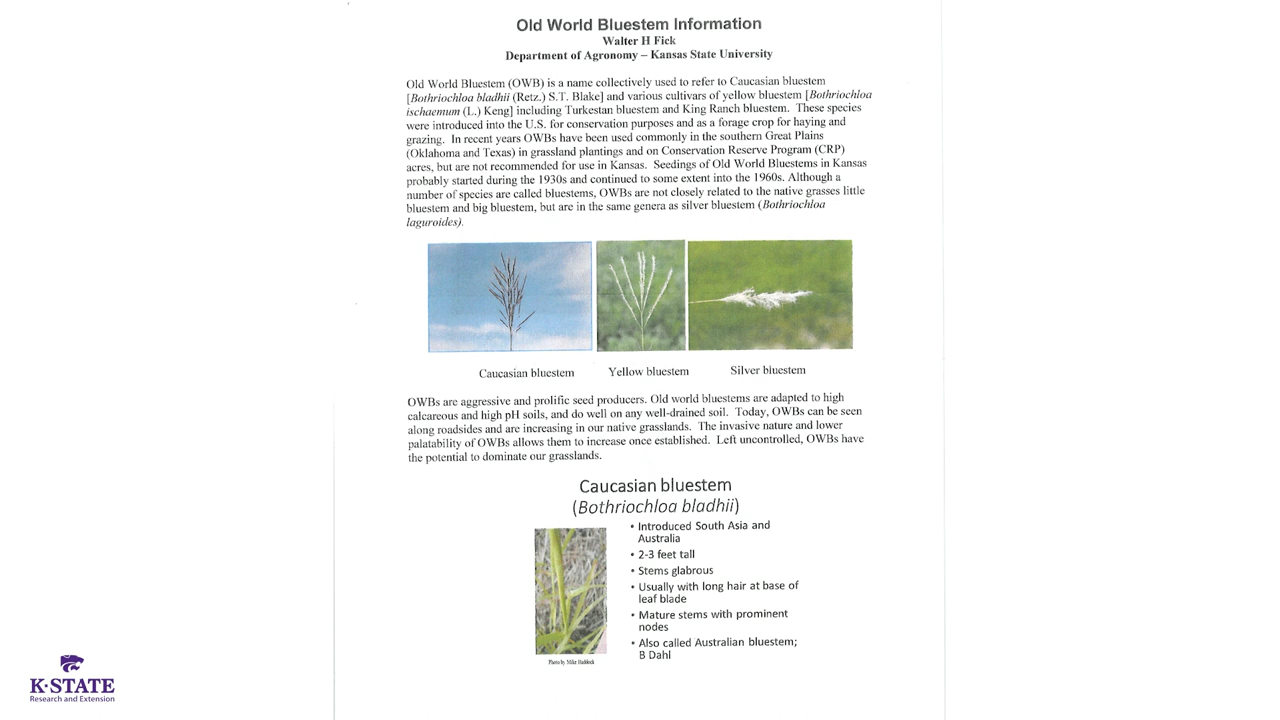 Old World Bluestem Information
Walter H Fick
Department of Agronomy – Kansas State University
Old World Bluestem (OWB) is a name collectively used to refer to Caucasian bluestem
[Bothriochloa bladhii (Retz.) S.T. Blake] and various cultivars of yellow bluestem [Bothriochloa
ischaemum (L.) Keng] including Turkestan bluestem and King Ranch bluestem. These species
were introduced into the U.S. for conservation purposes and as a forage crop for haying and
grazing. In recent years OWBs have been used commonly in the southern Great Plains
(Oklahoma and Texas) in grassland plantings and on Conservation Reserve Program (CRP)
acres, but are not recommended for use in Kansas. Seedings of Old World Bluestems in Kansas
probably started during the 1930s and continued to some extent into the 1960s. Although a
number of species are called bluestems, OWBs are not closely related to the native grasses little
bluestem and big bluestem, but are in the same genera as silver bluestem (Bothriochloa
laguroides).
Caucasian bluestem
Yellow bluestem
Silver bluestem
OWBs are aggressive and prolific seed producers. Old world bluestems are adapted to high
calcareous and high pH soils, and do well on any well-drained soil. Today, OWBs can be seen
along roadsides and are increasing in our native grasslands. The invasive nature and lower
palatability of OWBs allows them to increase once established. Left uncontrolled, OWBs have
the potential to dominate our grasslands.
Caucasian bluestem
(Bothriochloa bladhii)
• Introduced South Asia and
Australia
• 2-3 feet tall
• Stems glabrous
• Usually with long hair at base of
leaf blade
• Mature stems with prominent
nodes
• Also called Australian bluestem;
B Dahl
Photo by Mike Haddock
K-STATE
Research and Extension